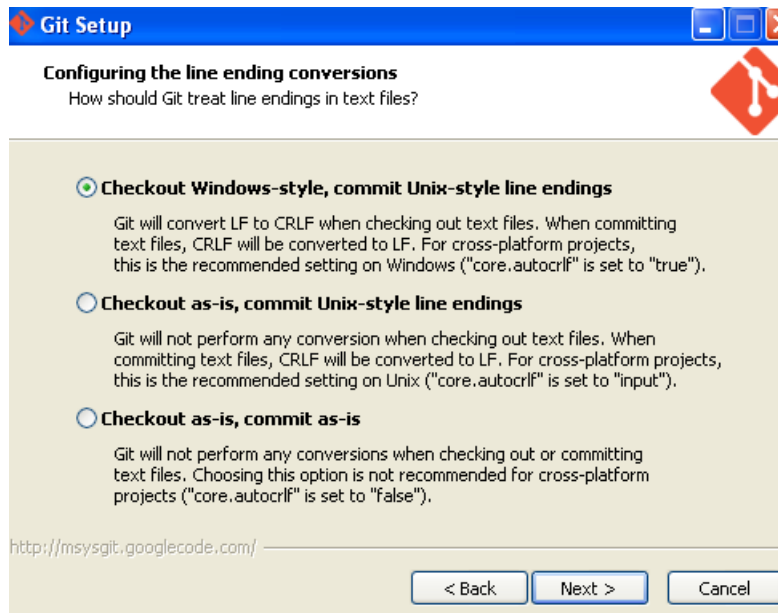 Git Setup
Configuring the line ending conversions
How should Git treat line endings in text files?
Checkout Windows-style, commit Unix-style line endings
Git will convert LF to CRLF when checking out text files. When committing
text files, CRLF will be converted to LF. For cross-platform projects,
this is the recommended setting on Windows ("core.autocrlf" is set to "true").
Checkout as-is, commit Unix-style line endings
Git will not perform any conversion when checking out text files. When
committing text files, CRLF will be converted to LF. For cross-platform projects,
this is the recommended setting on Unix ("core.autocrlf" is set to "input").
Checkout as-is, commit as-is
Git will not perform any conversions when checking out or committing
text files. Choosing this option is not recommended for cross-platform
projects ("core.autocrlf" is set to "false").
http://msysgit.googlecode.com/
< Back
Next >
Cancel